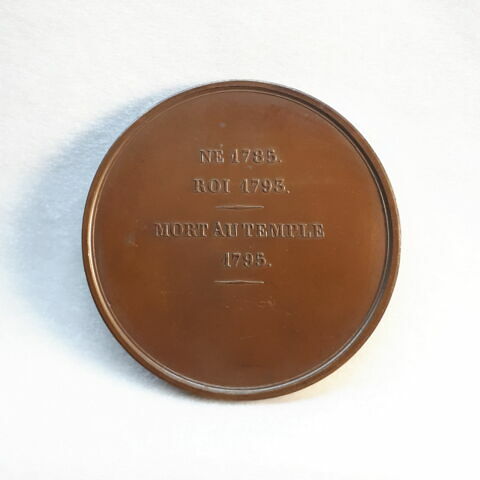 NÉ 1785.
ROI 1793.
MORT AU TEMPLE
1795.